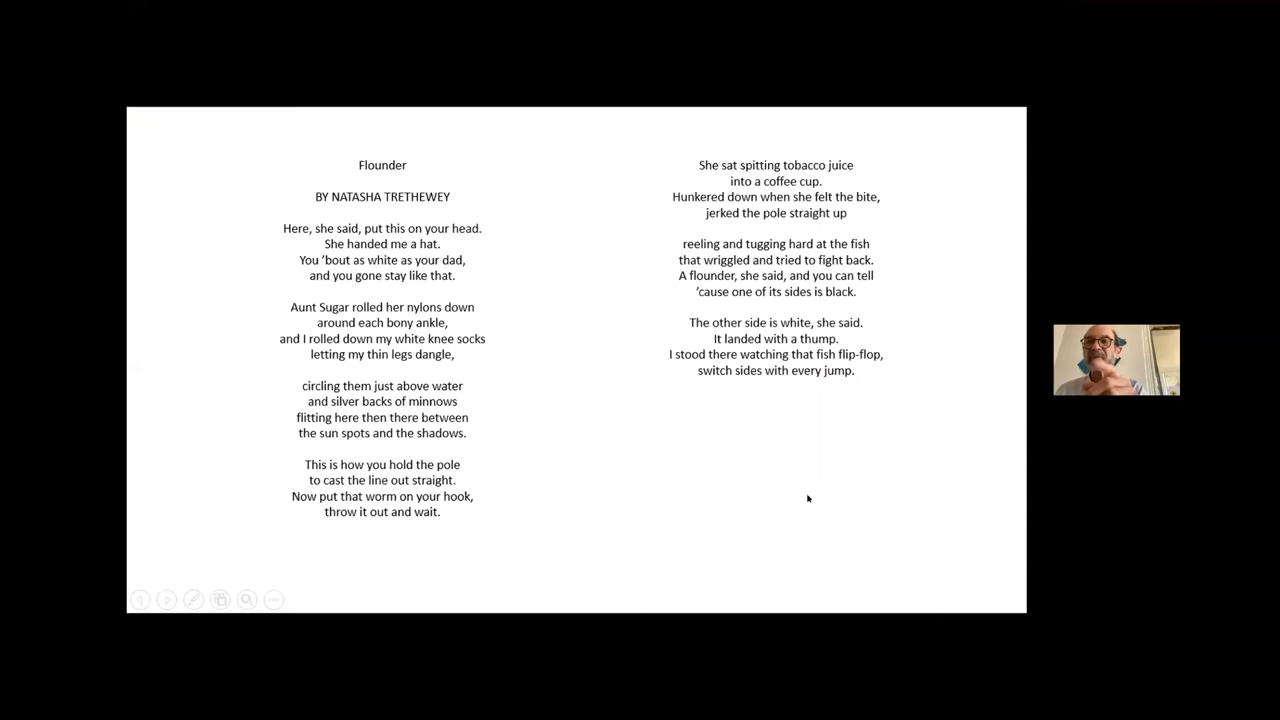 Flounder
BY NATASHA TRETHEWEY
Here, she said, put this on your head.
She handed me a hat.
You ’bout as white as your dad,
and you gone stay like that.
Aunt Sugar rolled her nylons down
around each bony ankle,
and I rolled down my white knee socks
letting my thin legs dangle,
circling them just above water
and silver backs of minnows
flitting here then there between
the sun spots and the shadows.
This is how you hold the pole
to cast the line out straight.
Now put that worm on your hook,
throw it out and wait.
She sat spitting tobacco juice
into a coffee cup.
Hunkered down when she felt the bite,
jerked the pole straight up
reeling and tugging hard at the fish
that wriggled and tried to fight back.
A flounder, she said, and you can tell
’cause one of its sides is black.
The other side is white, she said.
It landed with a thump.
I stood there watching that fish flip-flop,
switch sides with every jump.